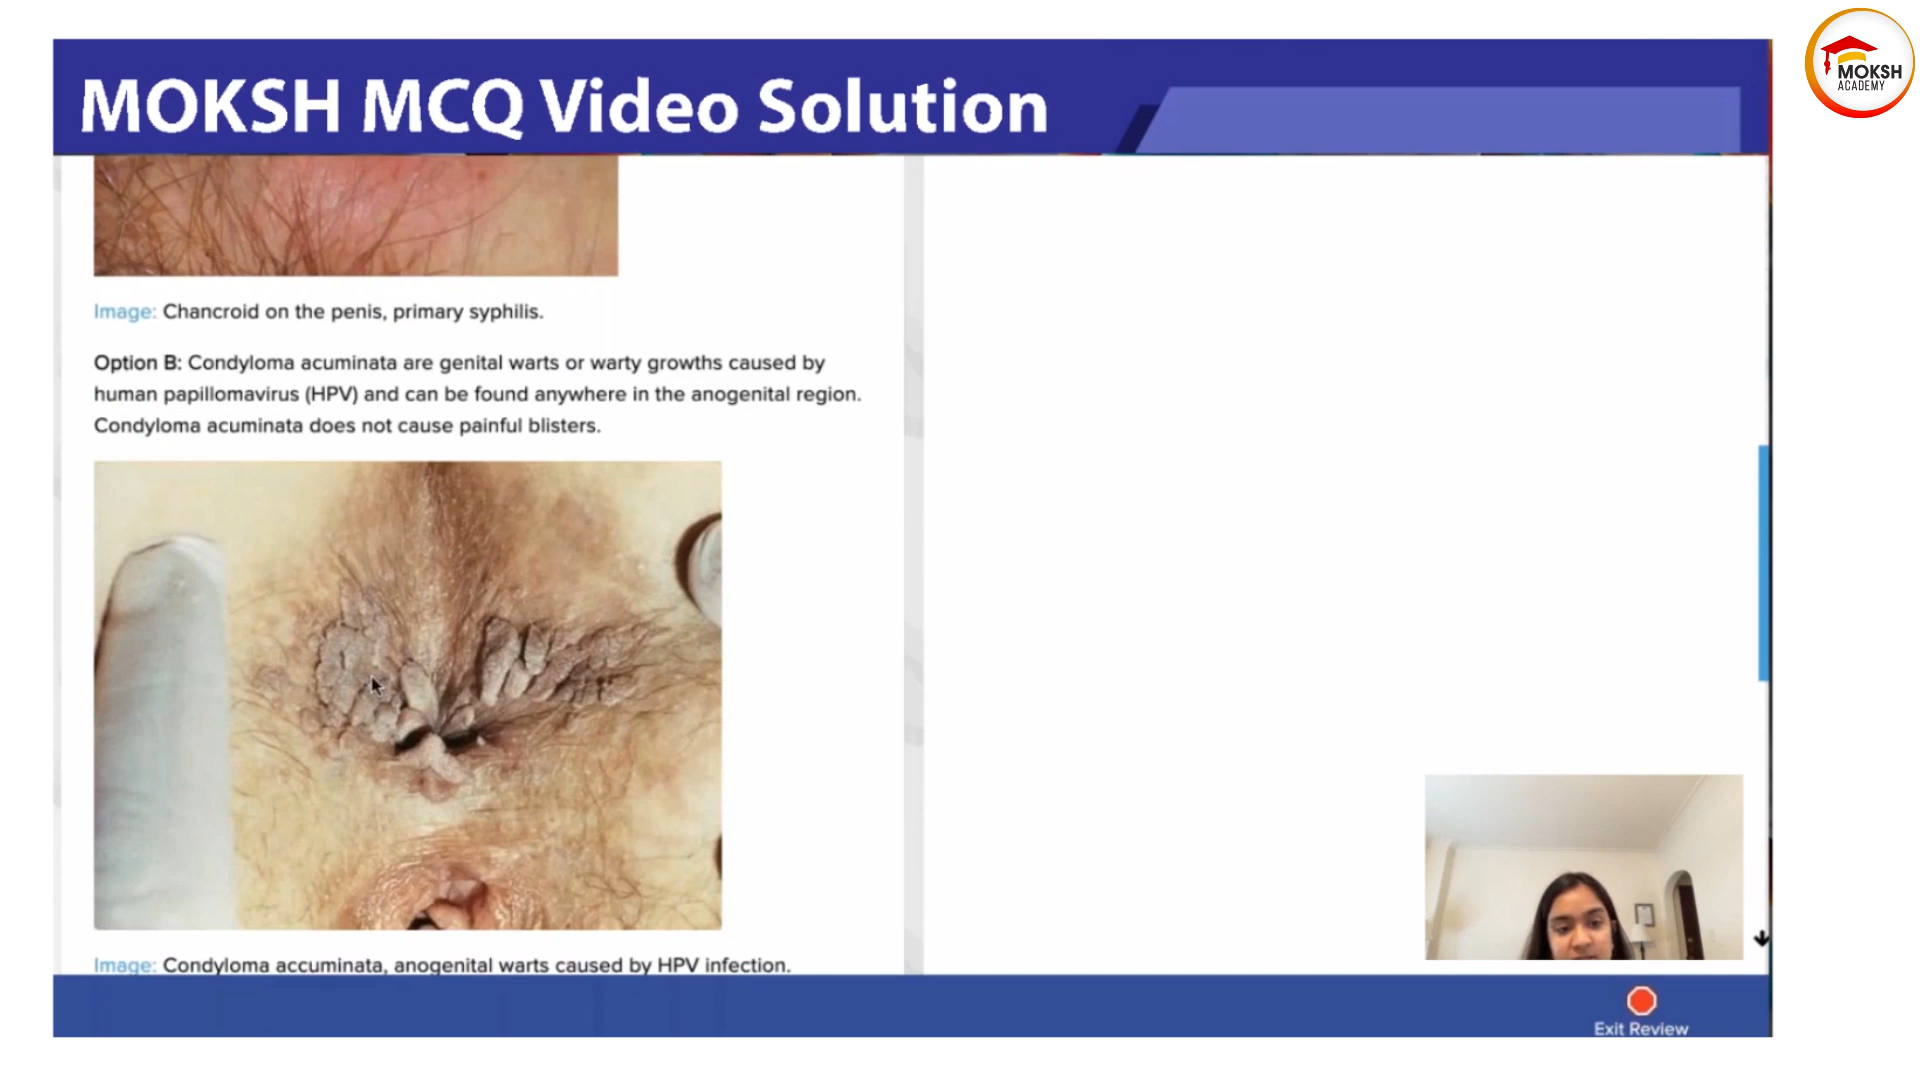 MOKSH MCQ Video Solution
MOKSH
ACADEMY
Image: Chancroid on the penis, primary syphilis.
Option B: Condyloma acuminata are genital warts or warty growths caused by
human papillomavirus (HPV) and can be found anywhere in the anogenital region.
Condyloma acuminata does not cause painful blisters.
Image: Condyloma accuminata, anogenital warts caused by HPV infection.
Exit Review